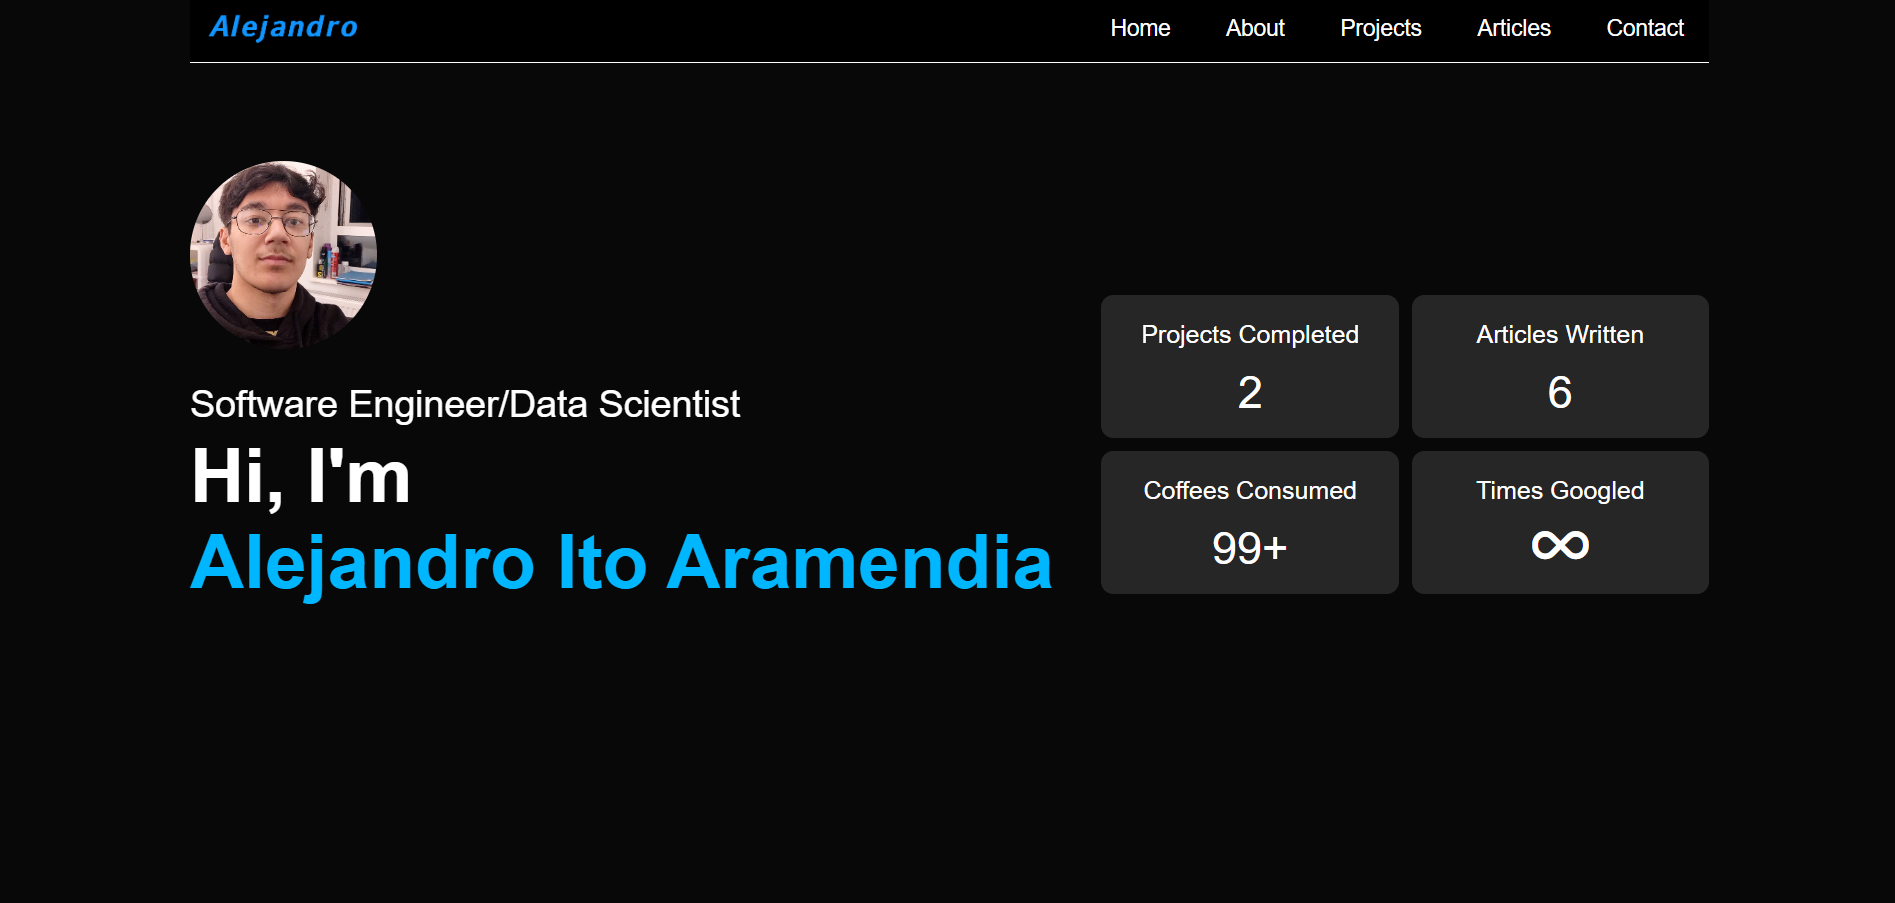 Alejandro
Home About Projects Articles Contact
Software Engineer/Data Scientist
Hi, I'm
Alejandro Ito Aramendia
Projects Completed
2
Articles Written
6
Coffees Consumed
99+
Times Googled
∞